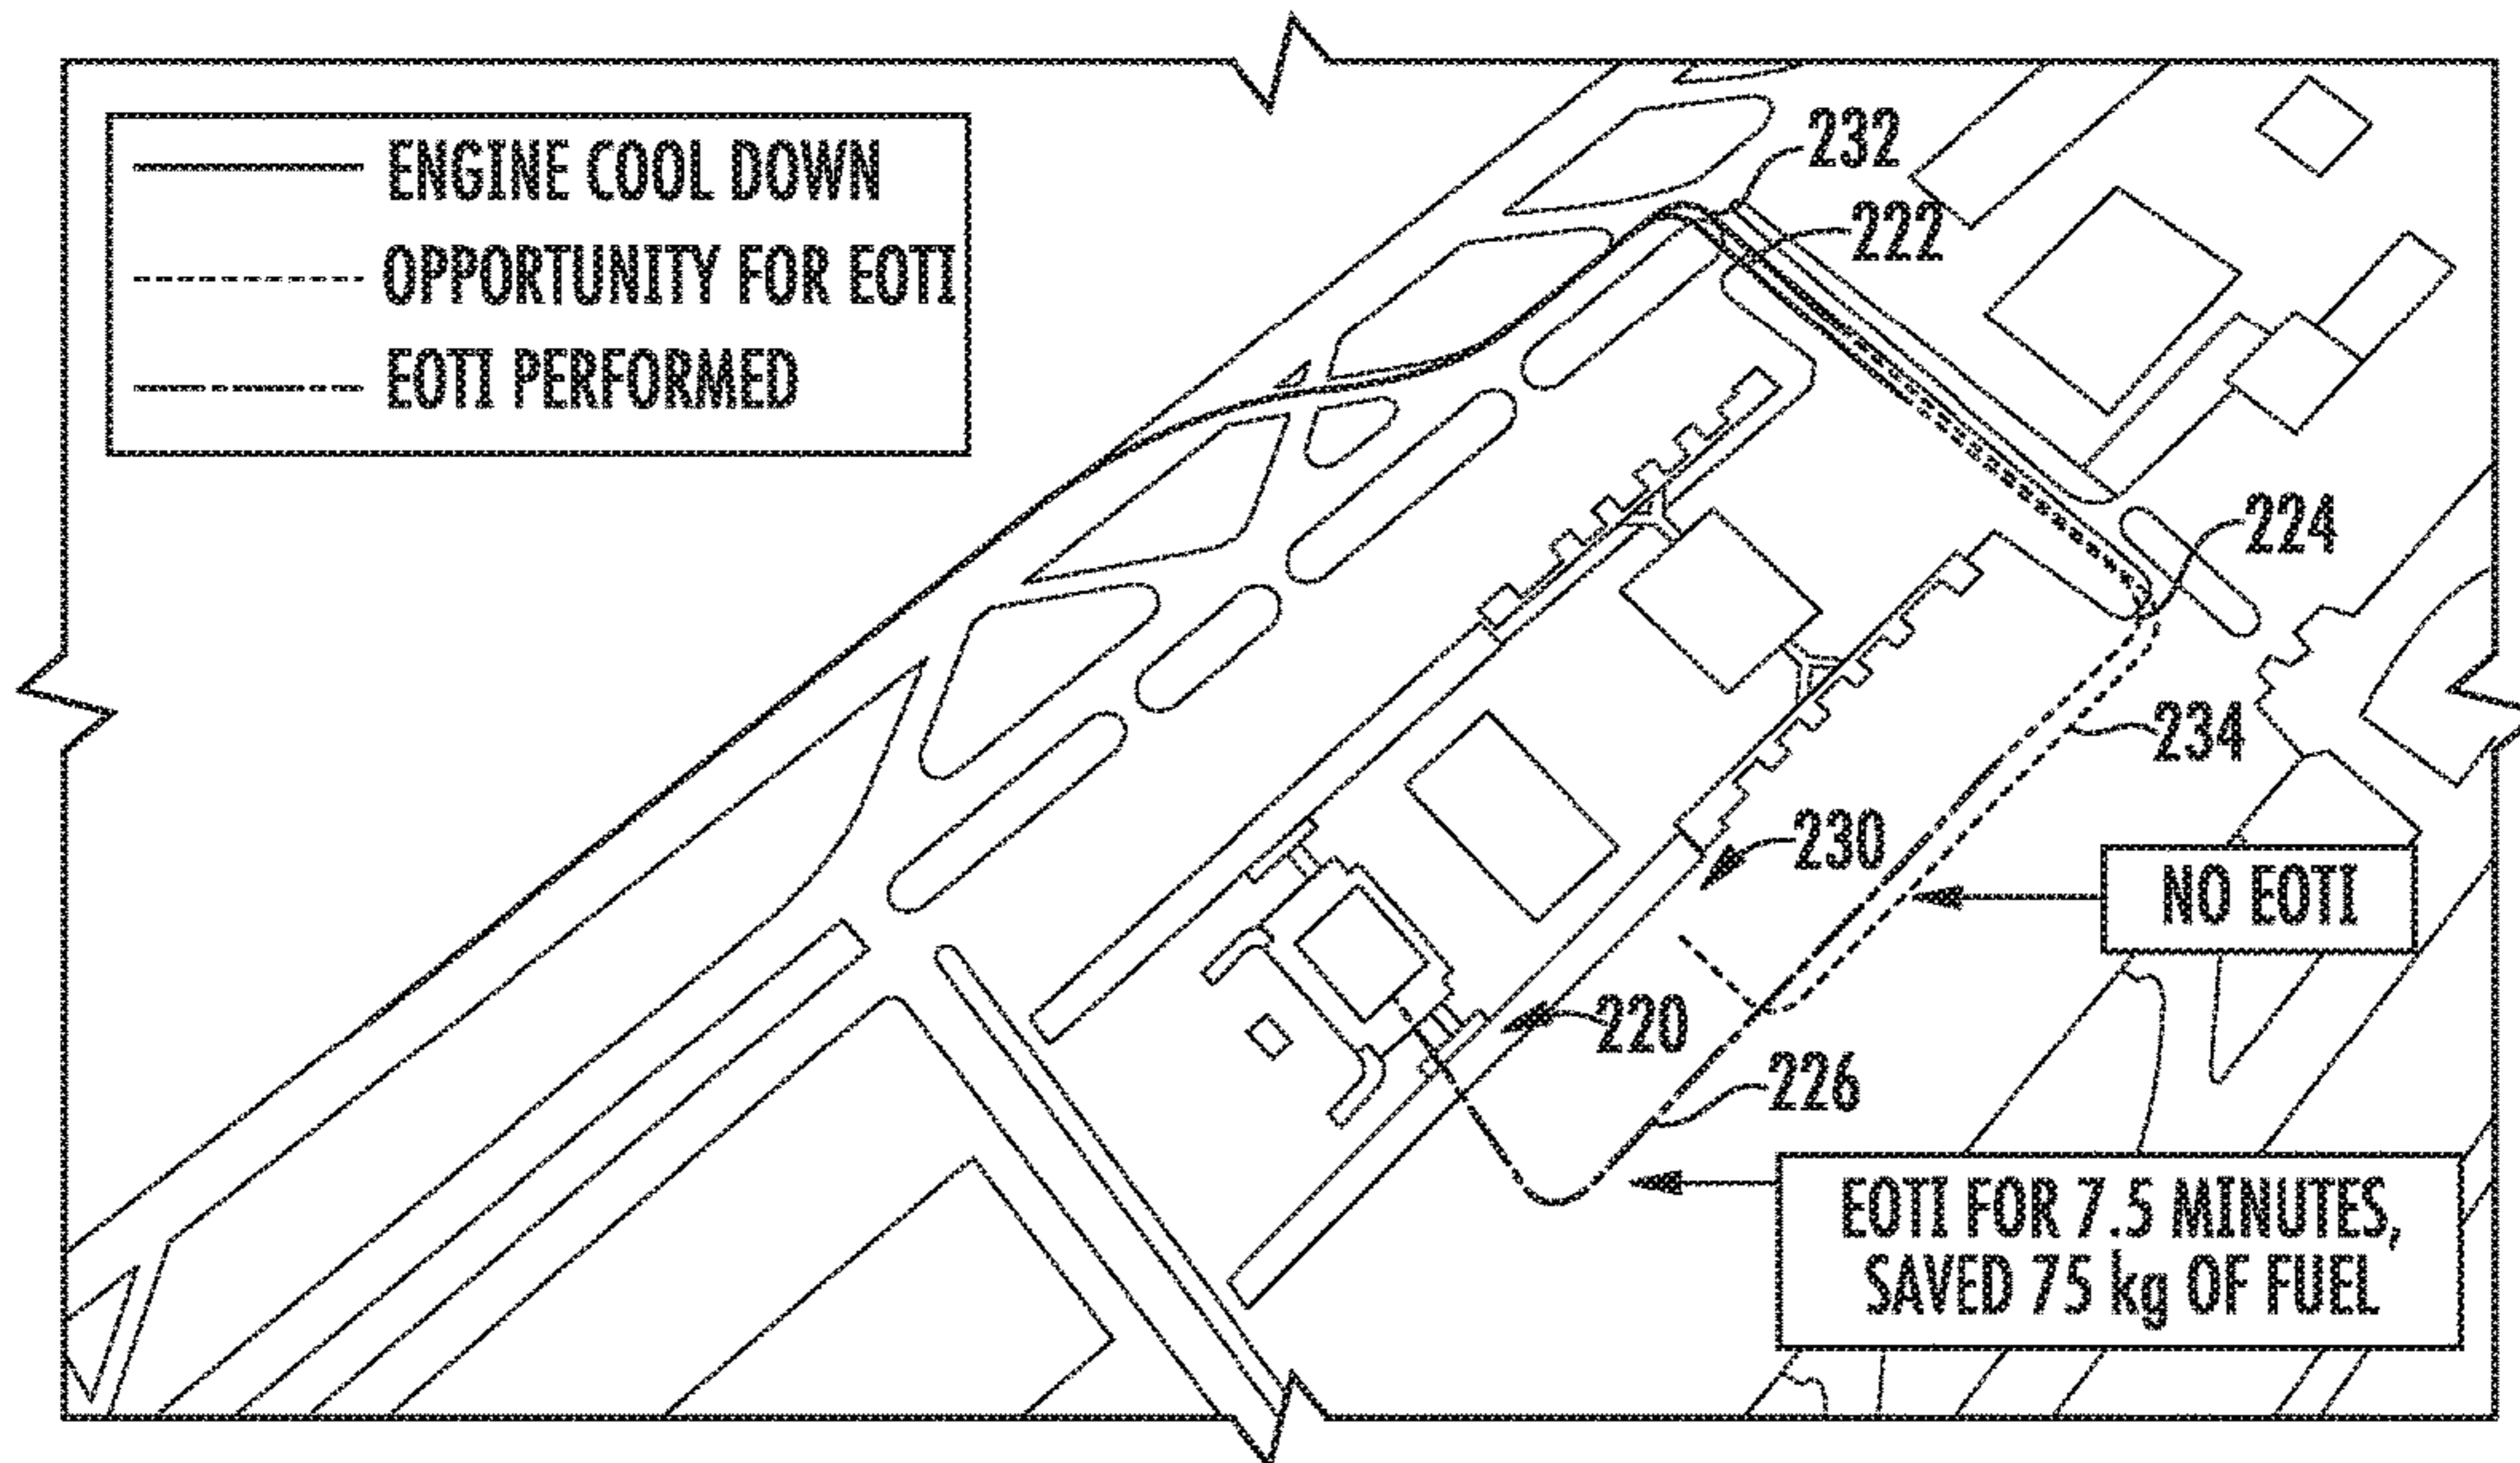 ENGINE COOL DOWN
OPPORTUNITY FOR EOTI
EOTI PERFORMED
232
222
224
234
230
NO EOTI
220
226
EOTI FOR 7.5 MINUTES,
SAVED 75 kg OF FUEL